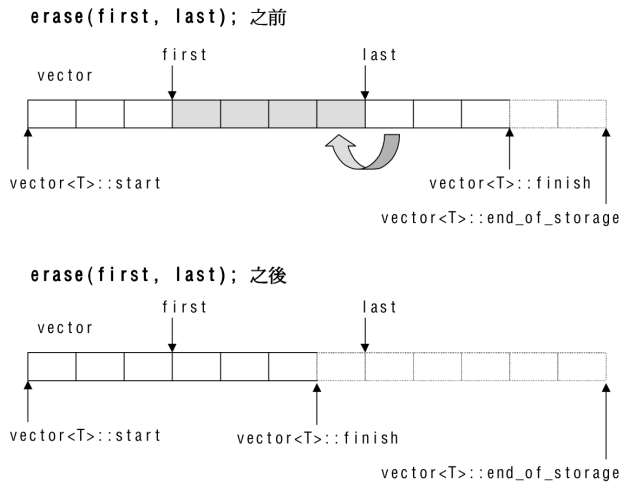 erase(first, last); 之前
first last
vector
vector<T>::start vector<T>::finish
vector<T>::end_of_storage
erase(first, last); 之後
first last
vector
vector<T>::start vector<T>::finish
vector<T>::end_of_storage